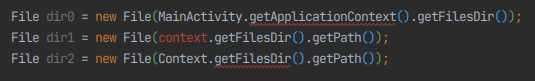 File dir0 = new File(MainActivity.getApplicationContext().getFilesDir());
File dir1 = new File(context.getFilesDir().getPath());
File dir2 = new File(Context.getFilesDir().getPath());